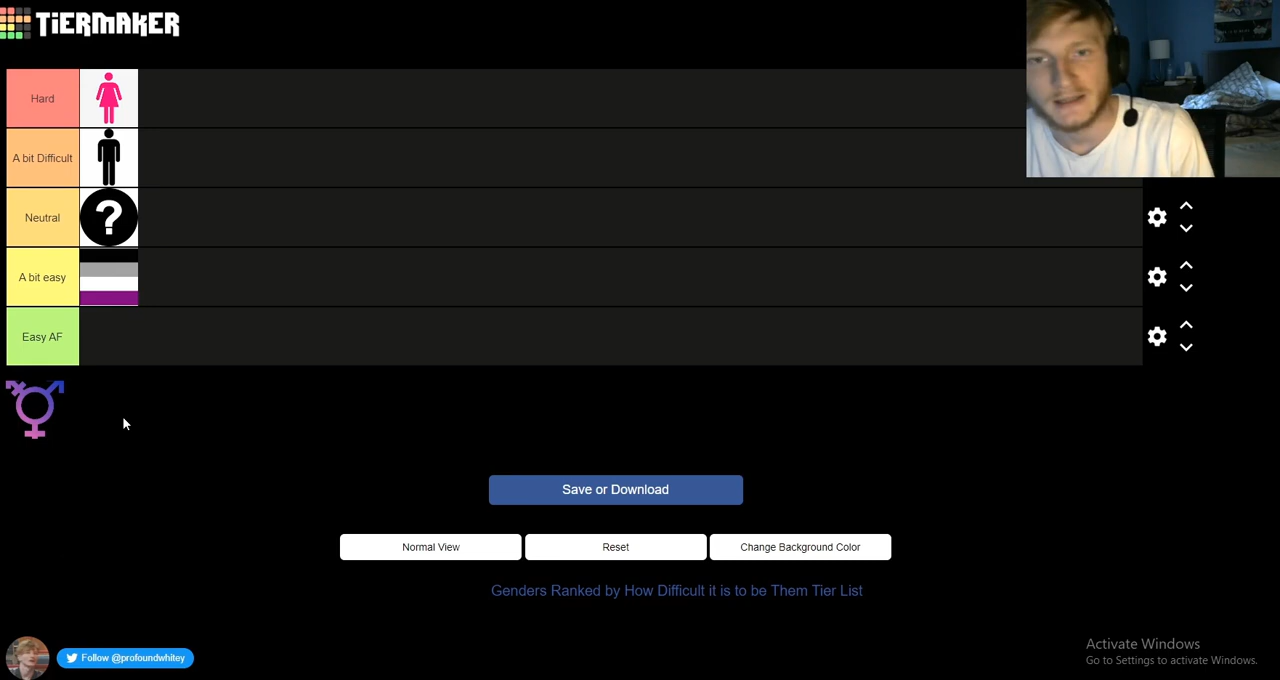 TiERMAKER
Hard
A bit Difficult
Neutral
?
A bit easy
Easy AF
Save or Download
Normal View
Reset
Change Background Color
Genders Ranked by How Difficult it is to be Them Tier List
Follow @profoundwhitey
Activate Windows
Go to Settings to activate Windows.